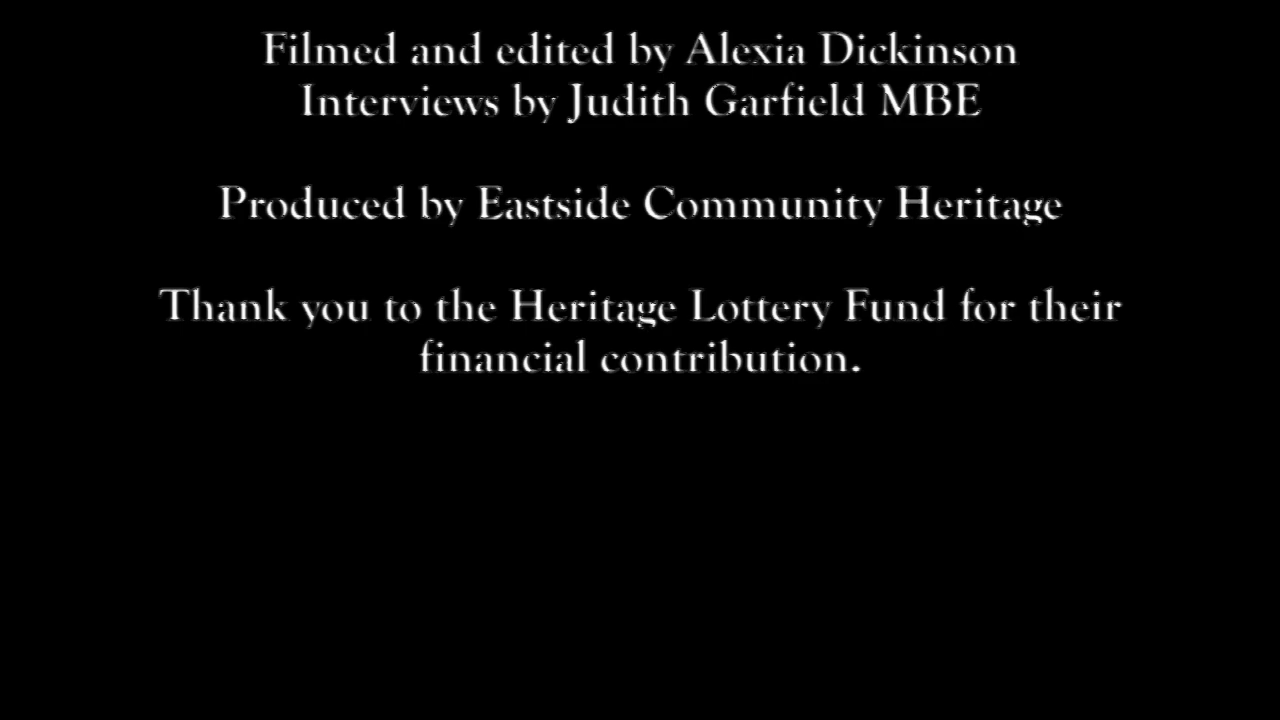 Filmed and edited by Alexia Dickinson
Interviews by Judith Garfield MBE
Produced by Eastside Community Heritage
Thank you to the Heritage Lottery Fund for their
financial contribution.